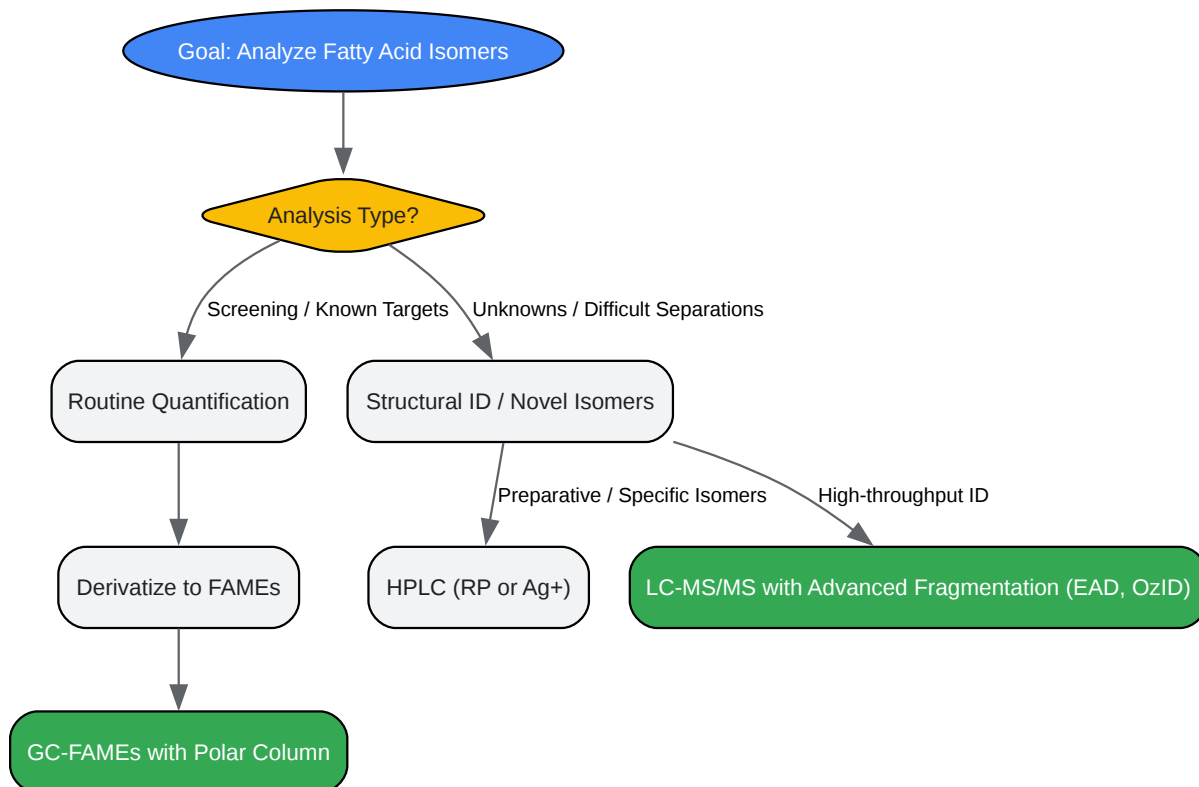 Goal: Analyze Fatty Acid Isomers
Analysis Type?
Screening / Known Targets
Unknowns / Difficult Separations
Routine Quantification
Structural ID / Novel Isomers
Preparative / Specific Isomers
High-throughput ID
Derivatize to FAMEs
HPLC (RP or Ag+)
LC-MS/MS with Advanced Fragmentation (EAD, OzID)
GC-FAMEs with Polar Column